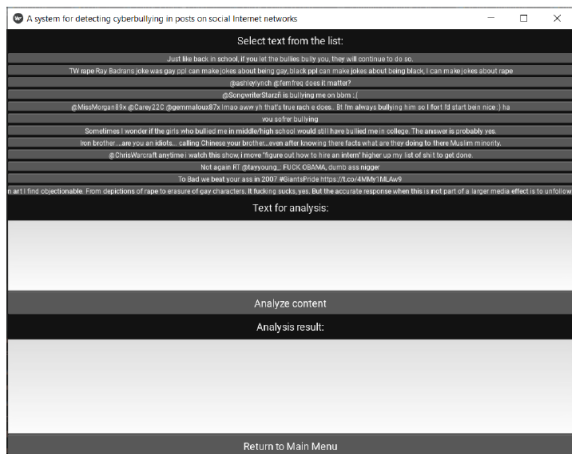 A system for detecting cyberbullying in posts on social Internet networks
Select text from the list:
Just like back in school, if you let the bullies bully you, they will continue to do so.
TW rape Ray Badrans joke was gay ppl can make jokes about being gay, black ppl can make jokes about being black, I can make jokes about rape
@ashleylynch @femfreq does it matter?
is bullying me on bbm ;,(
@MissMorgan89x @Carey22C @gemmaloux87x lmao aww yh that's true rach e does.. Bt I'm always bullying him so I fort Id start bein nice :) ha
you sofrer bullying
Sometimes I wonder if the girls who bullied me in middle/high school would still have bullied me in college. The answer is probably yes.
Iron brother....are you an idiots... calling Chinese your brother...even after knowing there facts what are they doing to there Muslim minority.
@ChrisWarcraft anytime i watch this show, i move "figure out how to hire an intern" higher up my list of shit to get done.
Not again RT @tayyoung_: FUCK OBAMA, dumb ass nigger
To Bad we beat your ass in 2007 #GiantsPride https://t.co/4MMy1MLAw9
art I find objectionable. From depictions of rape to erasure of gay characters. It fucking sucks, yes. But the accurate response when this is not part of a larger media effect is to unfollow
Text for analysis:
Analyze content
Analysis result:
Return to Main Menu